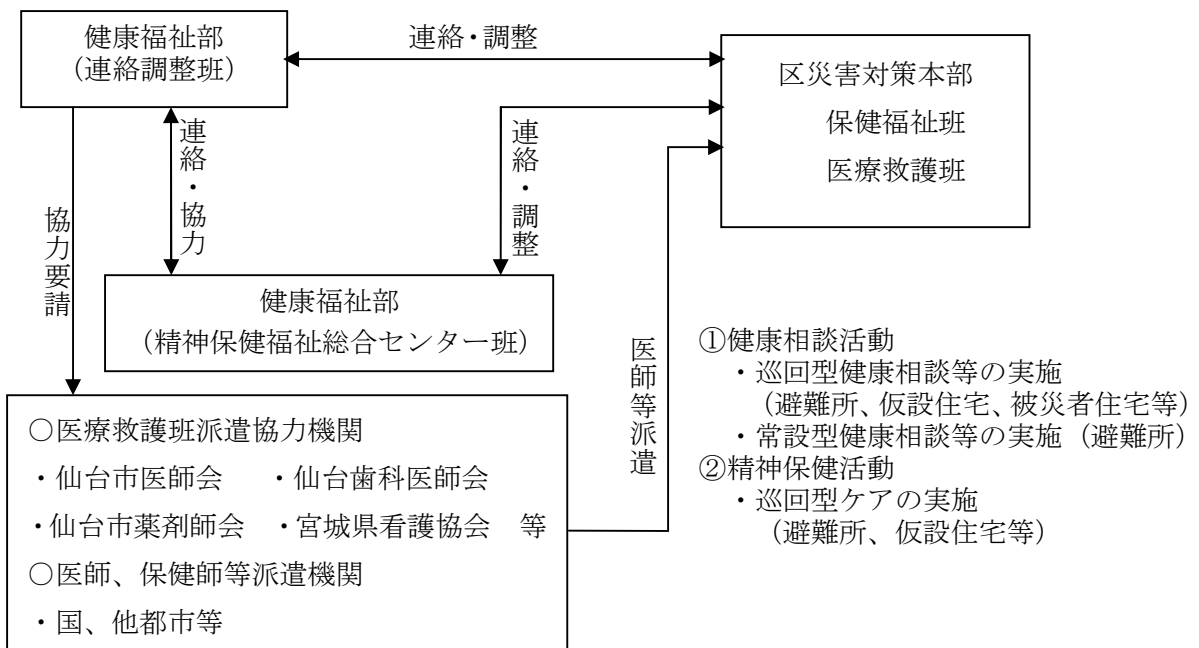 健康福祉部
（連絡調整班）
連絡・調整
区災害対策本部
保健福祉班
医療救護班
連絡・協力
連絡・調整
協力要請
健康福祉部
（精神保健福祉総合センター班）
医師等派遣
○医療救護班派遣協力機関
・仙台市医師会　・仙台歯科医師会
・仙台市薬剤師会　・宮城県看護協会　等
○医師、保健師等派遣機関
・国、他都市等
①健康相談活動
・巡回型健康相談等の実施
（避難所、仮設住宅、被災者住宅等）
・常設型健康相談等の実施（避難所）
②精神保健活動
・巡回型ケアの実施
（避難所、仮設住宅等）